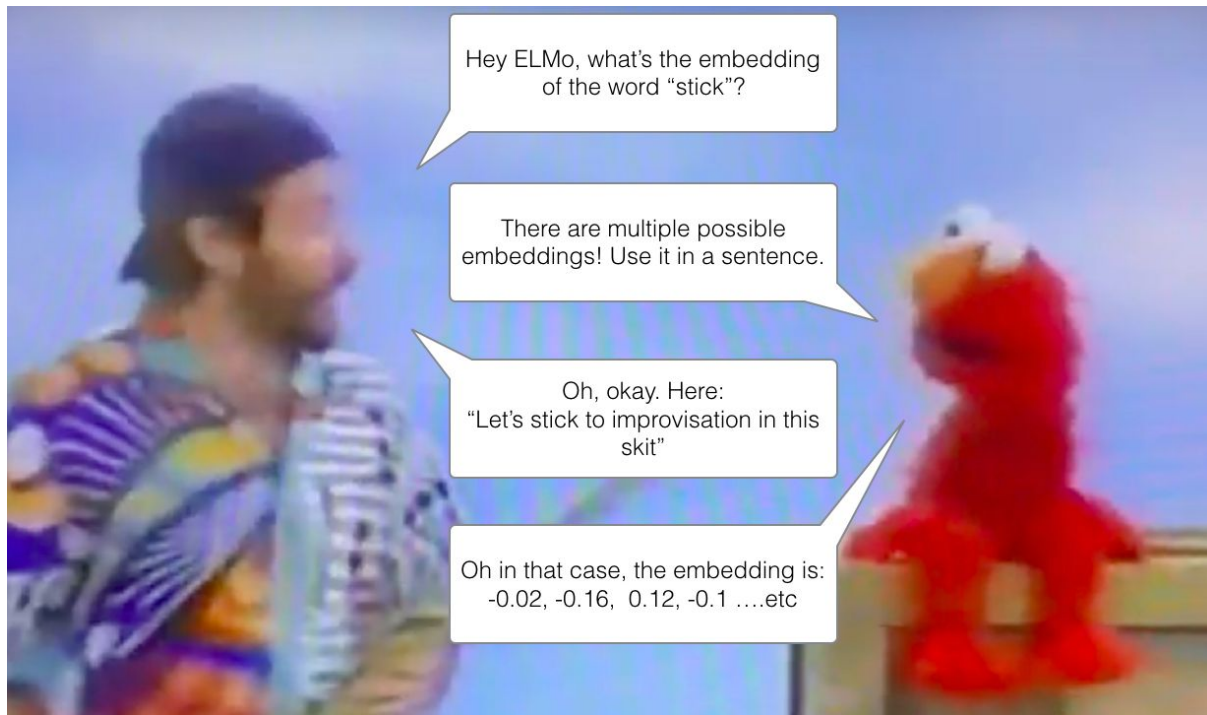 Hey ELMo, what’s the embedding
of the word “stick”?
There are multiple possible
embeddings! Use it in a sentence.
Oh, okay. Here:
“Let’s stick to improvisation in this
skit”
Oh in that case, the embedding is:
-0.02, -0.16, 0.12, -0.1 ….etc